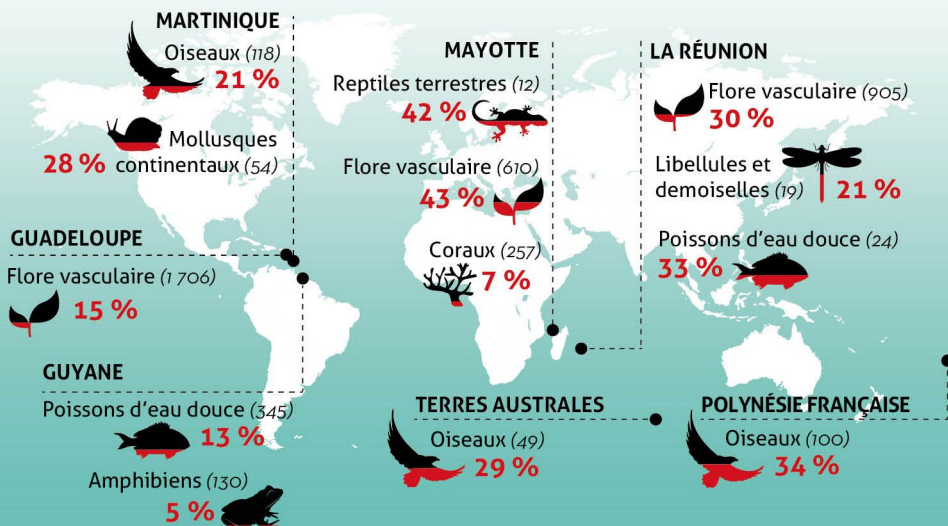 MARTINIQUE
Oiseaux (118)
21 %
Mollusques
28 % continentaux (54)
GUADELOUPE
Flore vasculaire (1 706)
15 %
GUYANE
Poissons d'eau douce (345)
13 %
Amphibiens (130)
5 %
MAYOTTE
Reptiles terrestres (12)
42 %
Flore vasculaire (610)
43 %
Coraux (257)
7 %
LA RÉUNION
Flore vasculaire (905)
30 %
Libellules et
demoiselles (19) 21 %
Poissons d'eau douce (24)
33 %
TERRES AUSTRALES
Oiseaux (49)
29 %
POLYNÉSIE FRANÇAISE
Oiseaux (100)
34 %